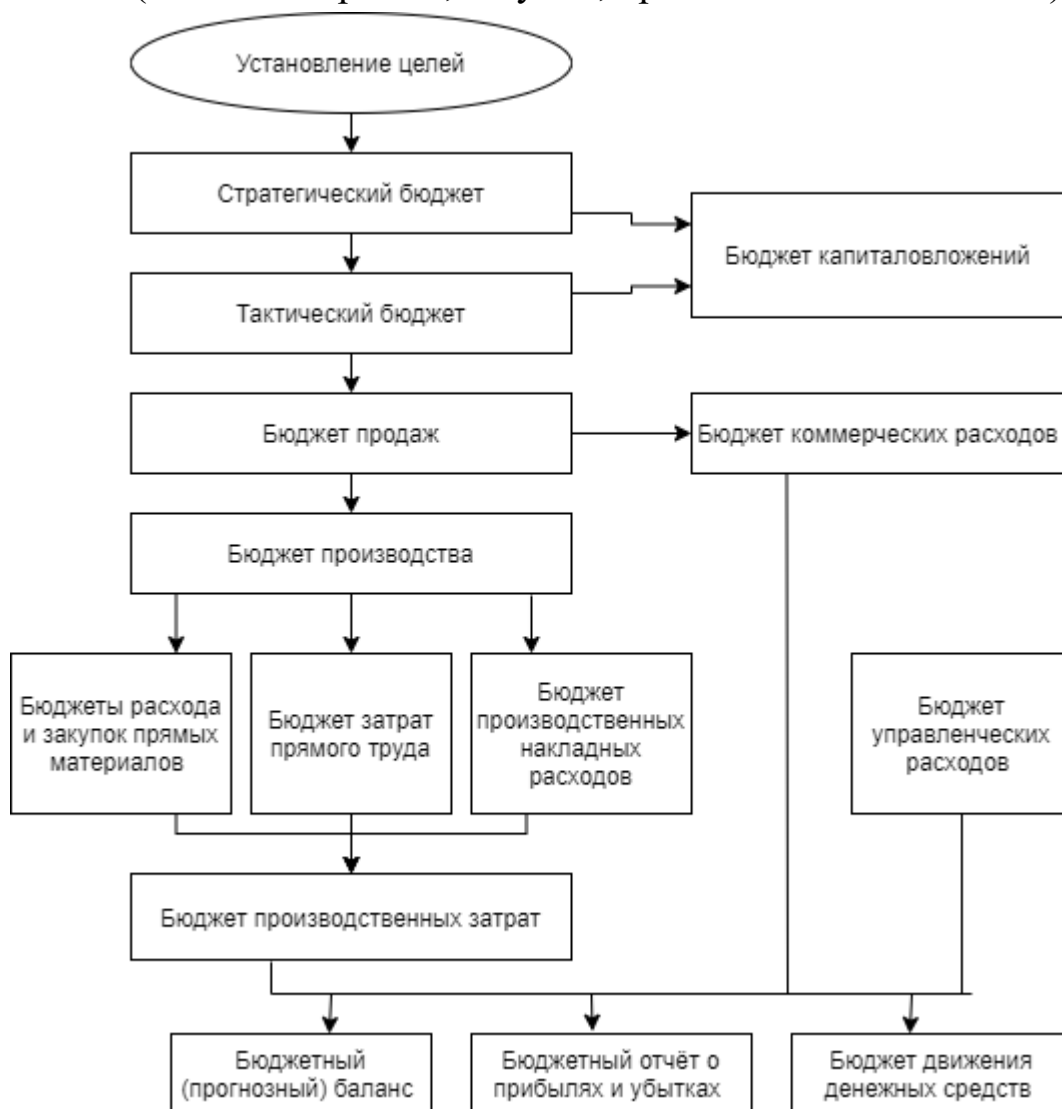 Установление целей
Стратегический бюджет
Бюджет капиталовложений
Тактический бюджет
Бюджет продаж
Бюджет коммерческих расходов
Бюджет производства
Бюджеты расхода
и закупок прямых
материалов
Бюджет затрат
прямого труда
Бюджет
производственных
накладных
расходов
Бюджет
управленческих
расходов
Бюджет производственных затрат
Бюджетный
(прогнозный) баланс
Бюджетный отчёт о
прибылях и убытках
Бюджет движения
денежных средств